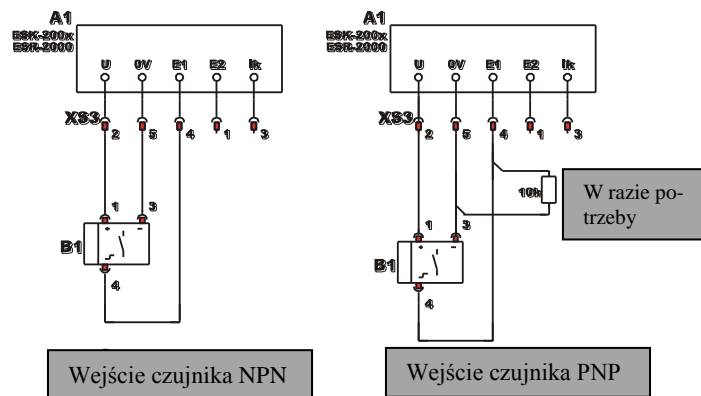 A1
ESK-200x
ESR-2000
U 0V E1 E2 Ik
XS3
2 5 4 1 3
1 3
+ -
B1
4
Wejście czujnika NPN
A1
ESK-200x
ESR-2000
U 0V E1 E2 Ik
XS3
2 5 4 1 3
10k
W razie po-
trzeby
1 3
+ -
B1
4
Wejście czujnika PNP